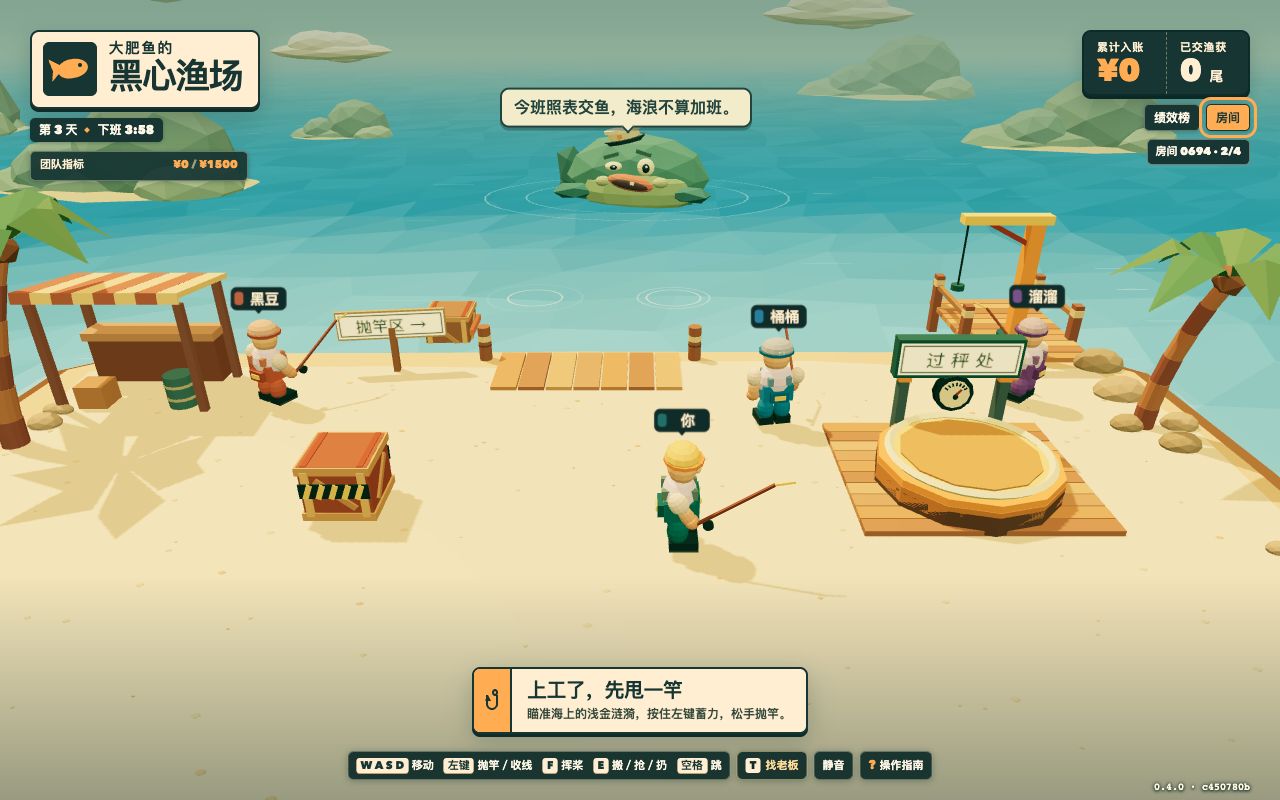 大肥鱼的
黑心渔场
第 3 天 • 下班 3:58
团队指标 ¥0 / ¥1500
累计入账 已交渔获
¥0 0 尾
绩效榜 房间
房间 0694 · 2/4
今班照表交鱼，海浪不算加班。
黑豆
抛竿区 →
桶桶
溜溜
过秤处
你
上工了，先甩一竿
瞄准海上的浅金涟漪，按住左键蓄力，松手抛竿。
W A S D 移动 左键 抛竿 / 收线 F 挥桨 E 搬 / 抢 / 扔 空格 跳 T 找老板 静音 ? 操作指南
0.4.0 · c450780b